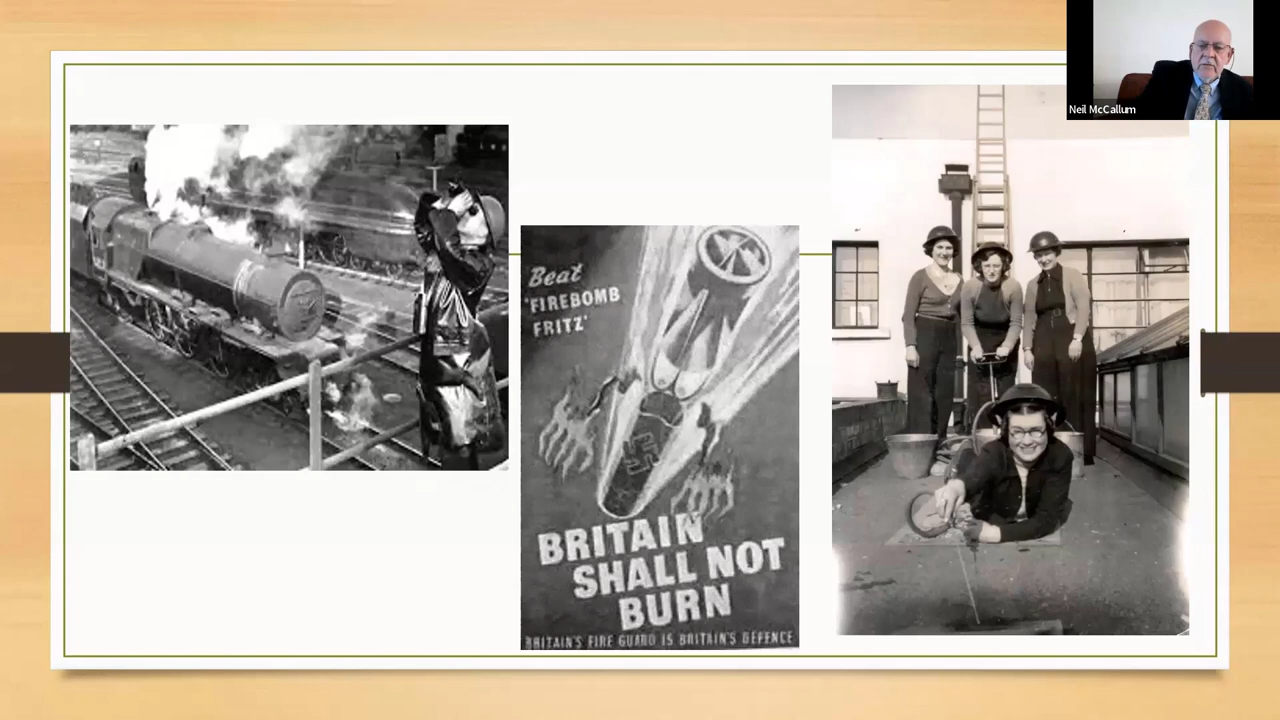 Neil McCallum
Beat
'FIREBOMB
FRITZ'
BRITAIN
SHALL NOT
BURN
BRITAIN'S FIRE GUARD IS BRITAIN'S DEFENCE